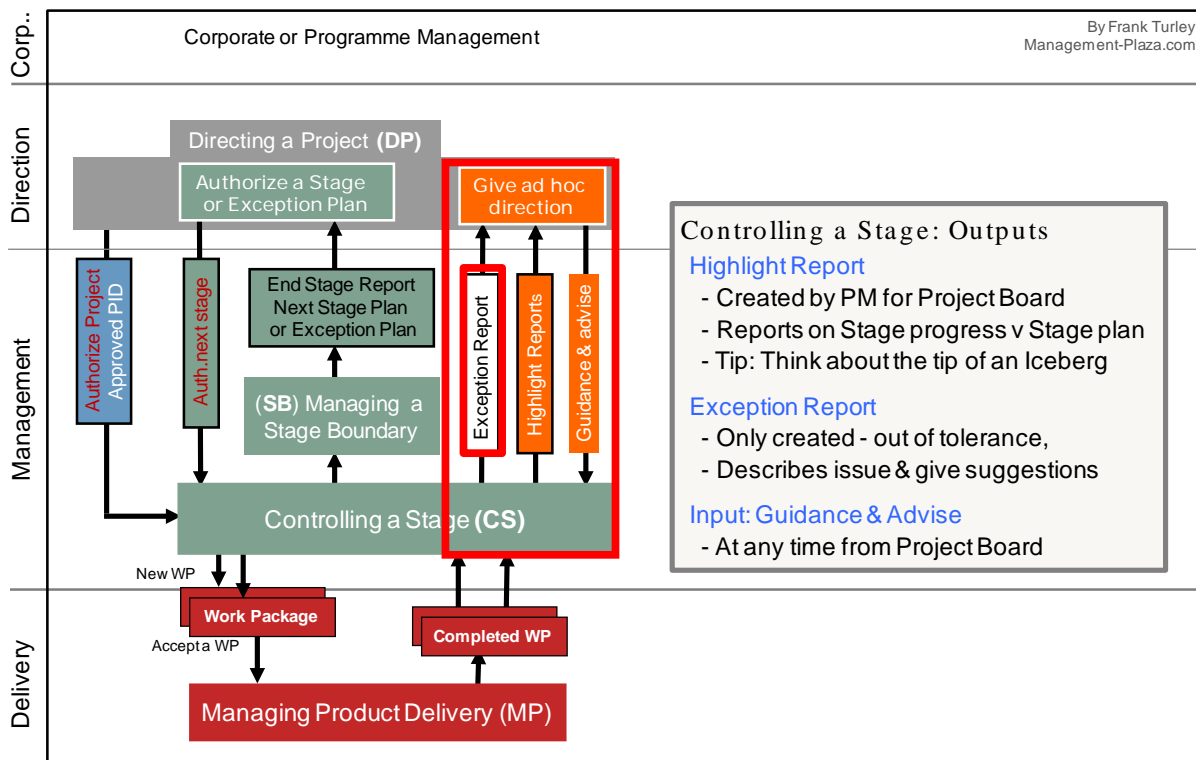 Corp..
Corporate or Programme Management
By Frank Turley
Management-Plaza.com
Direction
Directing a Project (DP)
Authorize a Stage
or Exception Plan
Give ad hoc
direction
Management
Authorize Project
Approved PID
Auth.next stage
End Stage Report
Next Stage Plan
or Exception Plan
(SB) Managing a
Stage Boundary
Exception Report
Highlight Reports
Guidance & advise
Controlling a Stage (CS)
Controlling a Stage: Outputs
Highlight Report
- Created by PM for Project Board
- Reports on Stage progress v Stage plan
- Tip: Think about the tip of an Iceberg
Exception Report
- Only created - out of tolerance,
- Describes issue & give suggestions
Input: Guidance & Advise
- At any time from Project Board
Delivery
New WP
Work Package
Accept a WP
Completed WP
Managing Product Delivery (MP)